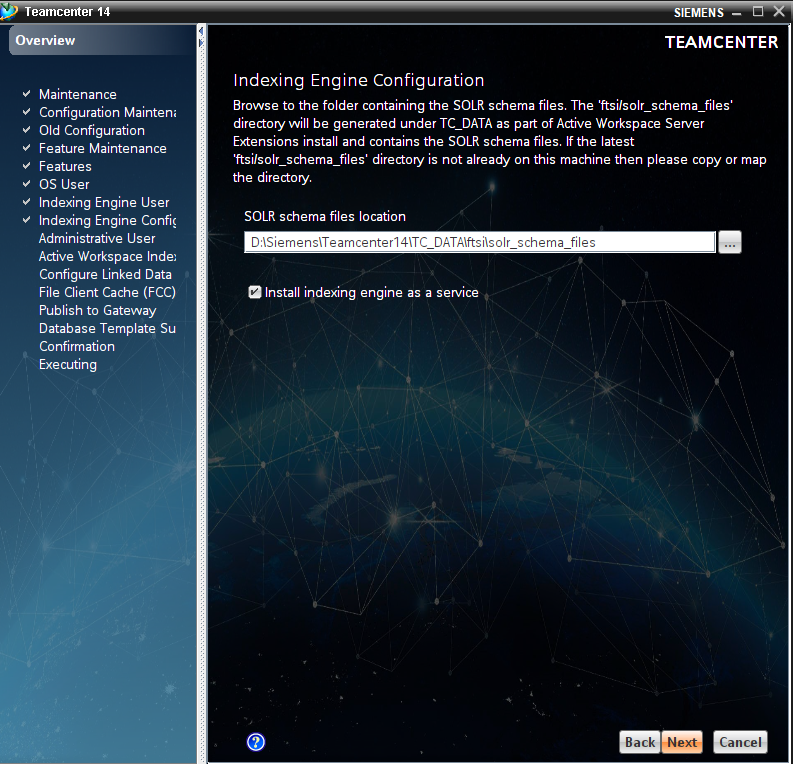 Teamcenter 14
SIEMENS
Overview
Maintenance
Configuration Maintena
Old Configuration
Feature Maintenance
Features
OS User
Indexing Engine User
Indexing Engine Config
Administrative User
Active Workspace Index
Configure Linked Data
File Client Cache (FCC)
Publish to Gateway
Database Template Su
Confirmation
Executing
TEAMCENTER
Indexing Engine Configuration
Browse to the folder containing the SOLR schema files. The 'ftsi/solr_schema_files'
directory will be generated under TC_DATA as part of Active Workspace Server
Extensions install and contains the SOLR schema files. If the latest
'ftsi/solr_schema_files' directory is not already on this machine then please copy or map
the directory.
SOLR schema files location
D:\Siemens\Teamcenter14\TC_DATA\ftsi\solr_schema_files
...
Install indexing engine as a service
?
Back Next Cancel